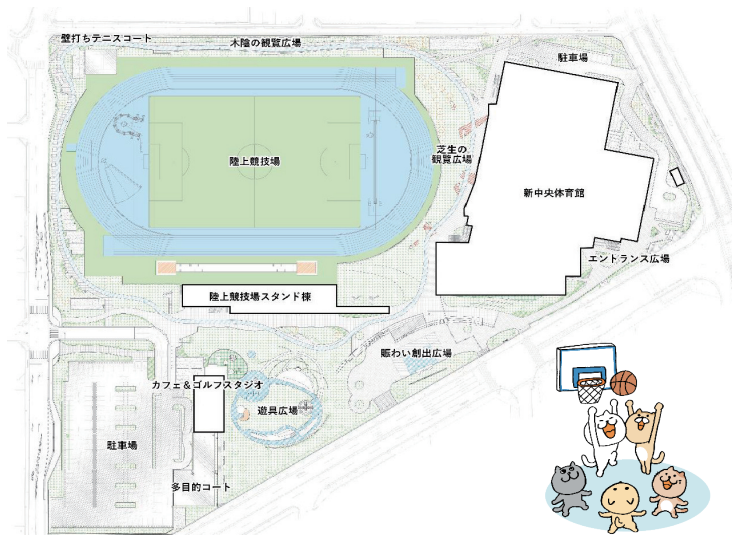 壁打ちテニスコート
木陰の観覧広場
駐車場
芝生の
観覧広場
陸上競技場
新中央体育館
エントランス広場
陸上競技場スタンド棟
賑わい創出広場
カフェ＆ゴルフスタジオ
遊具広場
駐車場
多目的コート